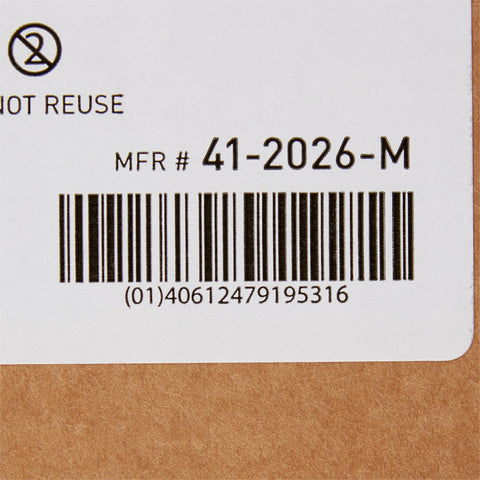 2
NOT REUSE
MFR # 41-2026-M
(01)40612479195316